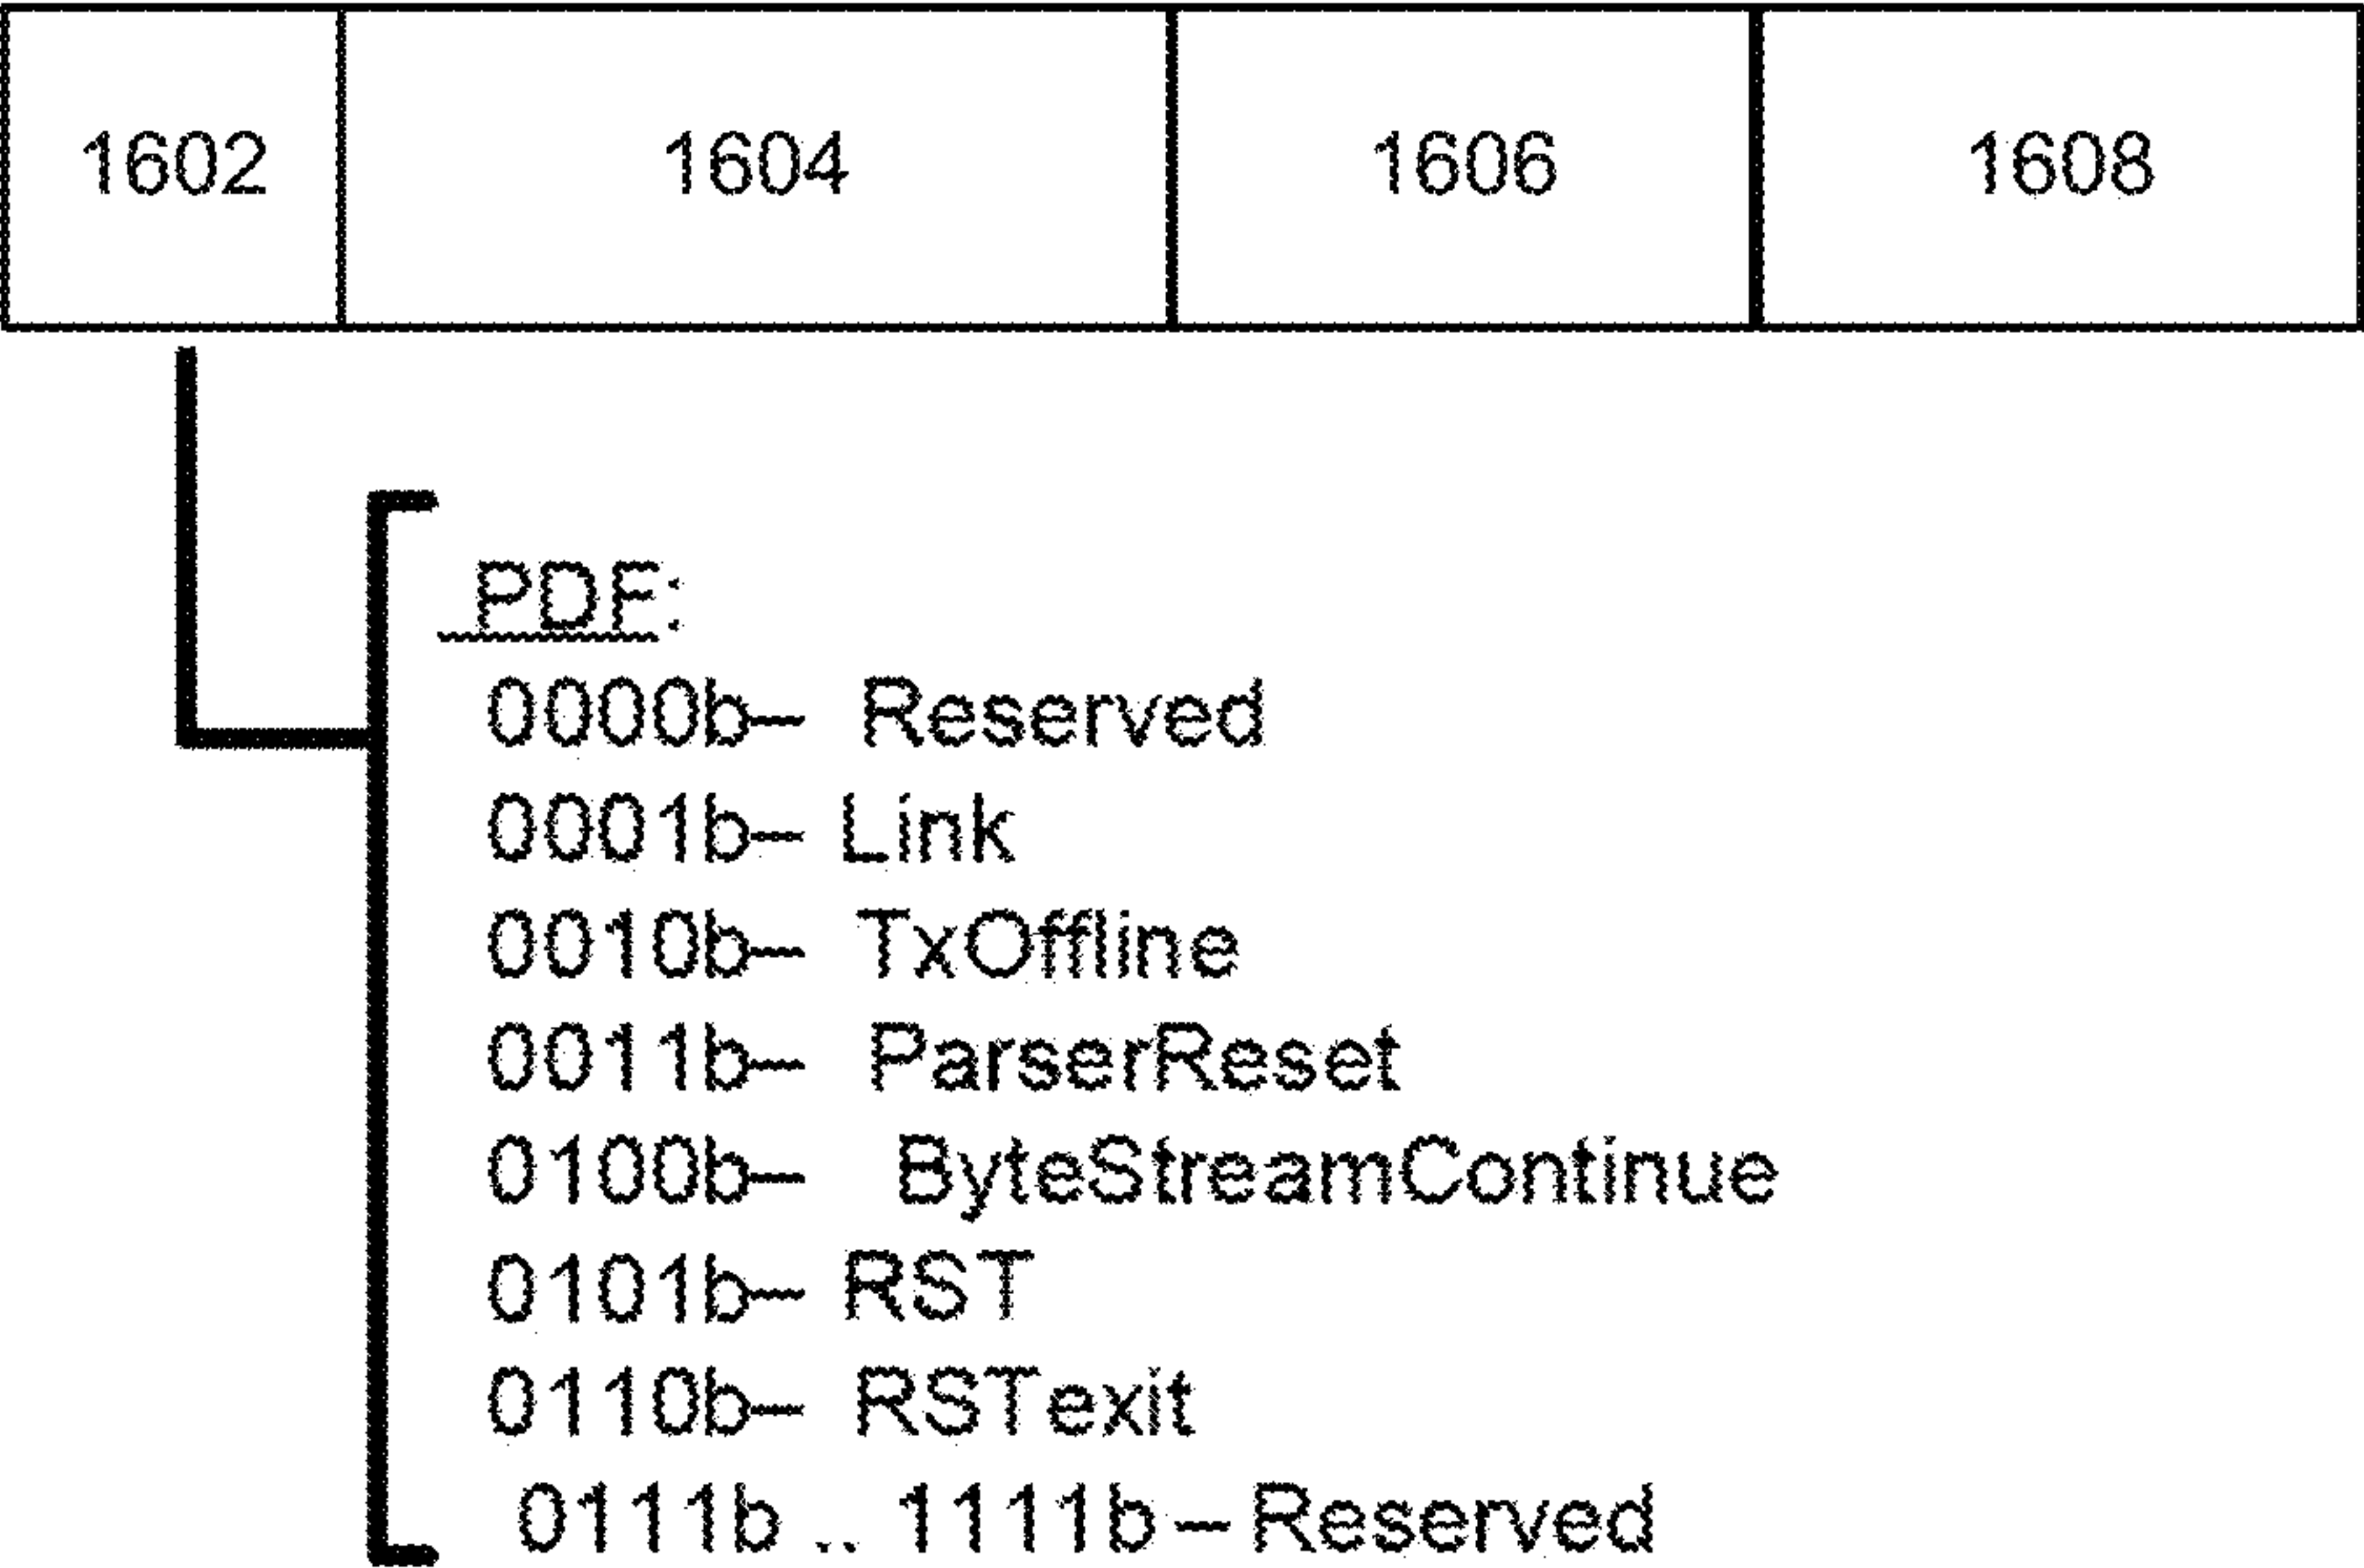 1602 1604 1606 1608
PDF:
0000b– Reserved
0001b– Link
0010b– TxOffline
0011b– ParserReset
0100b– ByteStreamContinue
0101b– RST
0110b– RSTexit
0111b .. 1111b – Reserved